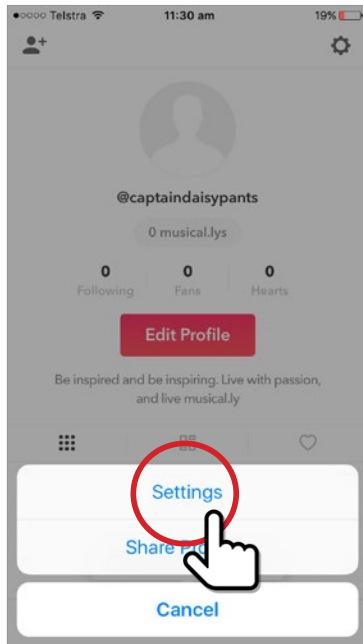 Telstra 11:30 am 19%
@captaindaisypants
0 musical.lys
0 0 0
Following Fans Hearts
Edit Profile
Be inspired and be inspiring. Live with passion,
and live musical.ly
Settings
Share
Cancel